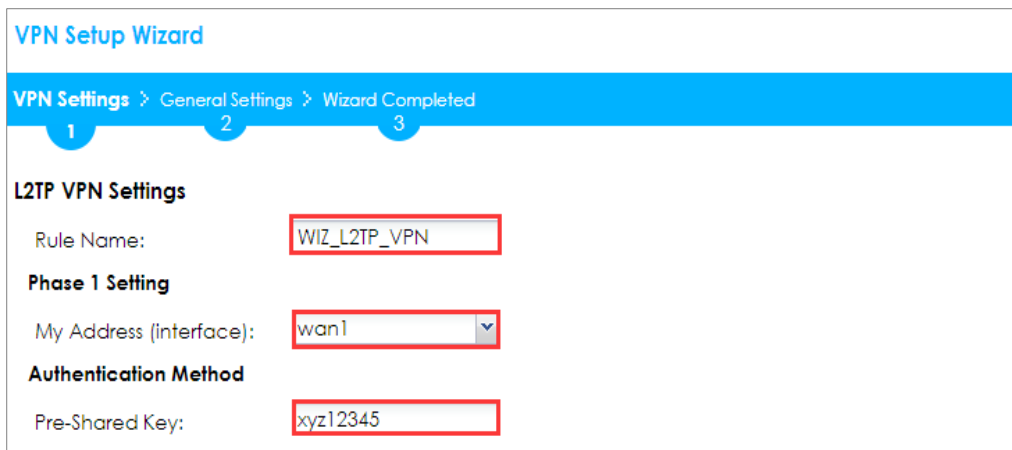 VPN Setup Wizard
VPN Settings > General Settings > Wizard Completed
1 2 3
L2TP VPN Settings
Rule Name: WIZ_L2TP_VPN
Phase 1 Setting
My Address (interface): wan1
Authentication Method
Pre-Shared Key: xyz12345